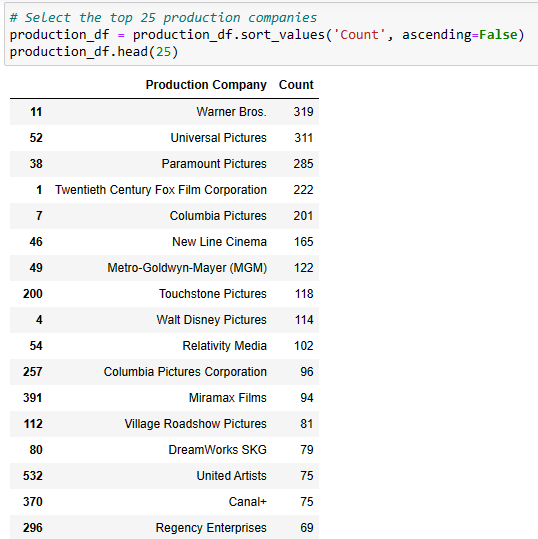 # Select the top 25 production companies
production_df = production_df.sort_values('Count', ascending=False)
production_df.head(25)
Production Company Count
11 Warner Bros. 319
52 Universal Pictures 311
38 Paramount Pictures 285
1 Twentieth Century Fox Film Corporation 222
7 Columbia Pictures 201
46 New Line Cinema 165
49 Metro-Goldwyn-Mayer (MGM) 122
200 Touchstone Pictures 118
4 Walt Disney Pictures 114
54 Relativity Media 102
257 Columbia Pictures Corporation 96
391 Miramax Films 94
112 Village Roadshow Pictures 81
80 DreamWorks SKG 79
532 United Artists 75
370 Canal+ 75
296 Regency Enterprises 69